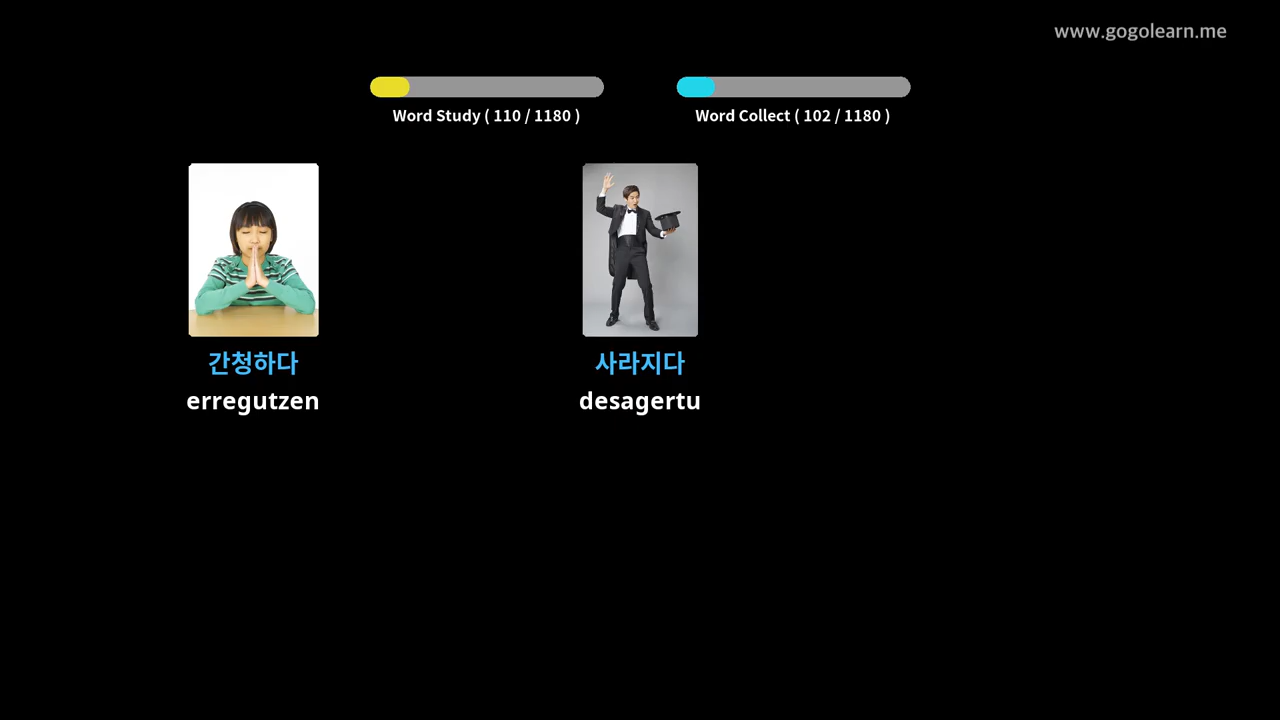 www.gogolearn.me
Word Study ( 110 / 1180 )
Word Collect ( 102 / 1180 )
간청하다
erregutzen
사라지다
desagertu